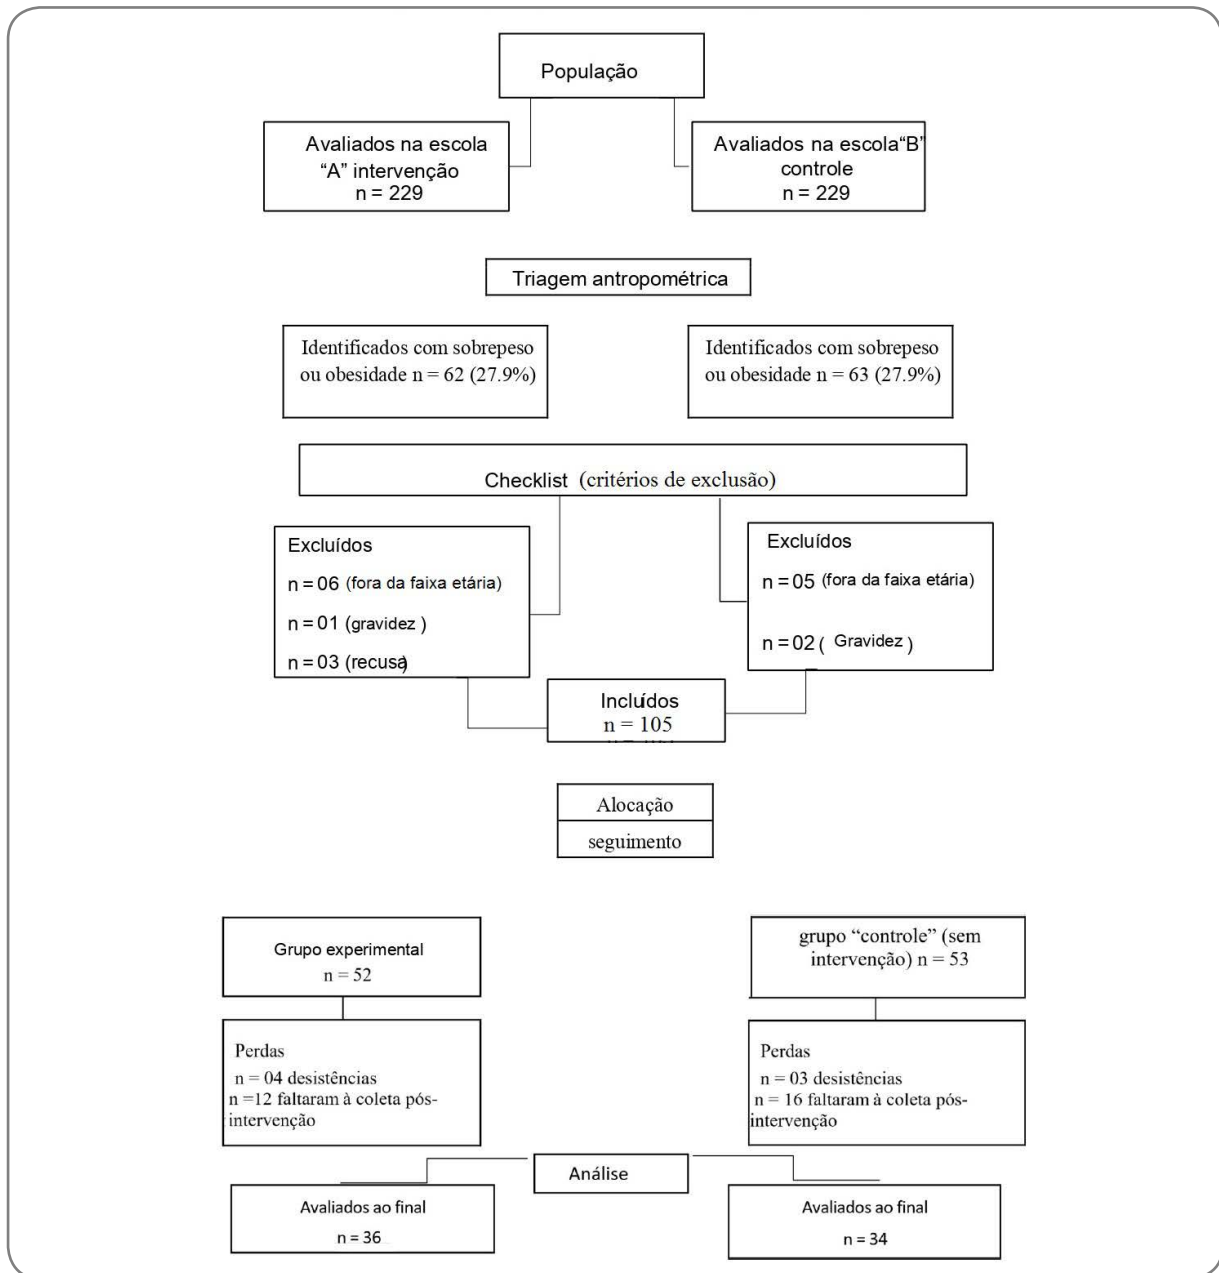 População
Avaliados na escola
“A” intervenção
n = 229
Avaliados na escola“B”
controle
n = 229
Triagem antropométrica
Identificados com sobrepeso
ou obesidade n = 62 (27.9%)
Identificados com sobrepeso
ou obesidade n = 63 (27.9%)
Checklist (critérios de exclusão)
Excluídos
n = 06 (fora da faixa etária)
n = 01 (gravidez )
n = 03 (recusa)
Excluídos
n = 05 (fora da faixa etária)
n = 02 ( Gravidez )
Incluídos
n = 105
Alocação
seguimento
Grupo experimental
n = 52
grupo “controle” (sem
intervenção) n = 53
Perdas
n = 04 desistências
n =12 faltaram à coleta pós-
intervenção
Perdas
n = 03 desistências
n = 16 faltaram à coleta pós-
intervenção
Análise
Avaliados ao final
n = 36
Avaliados ao final
n = 34